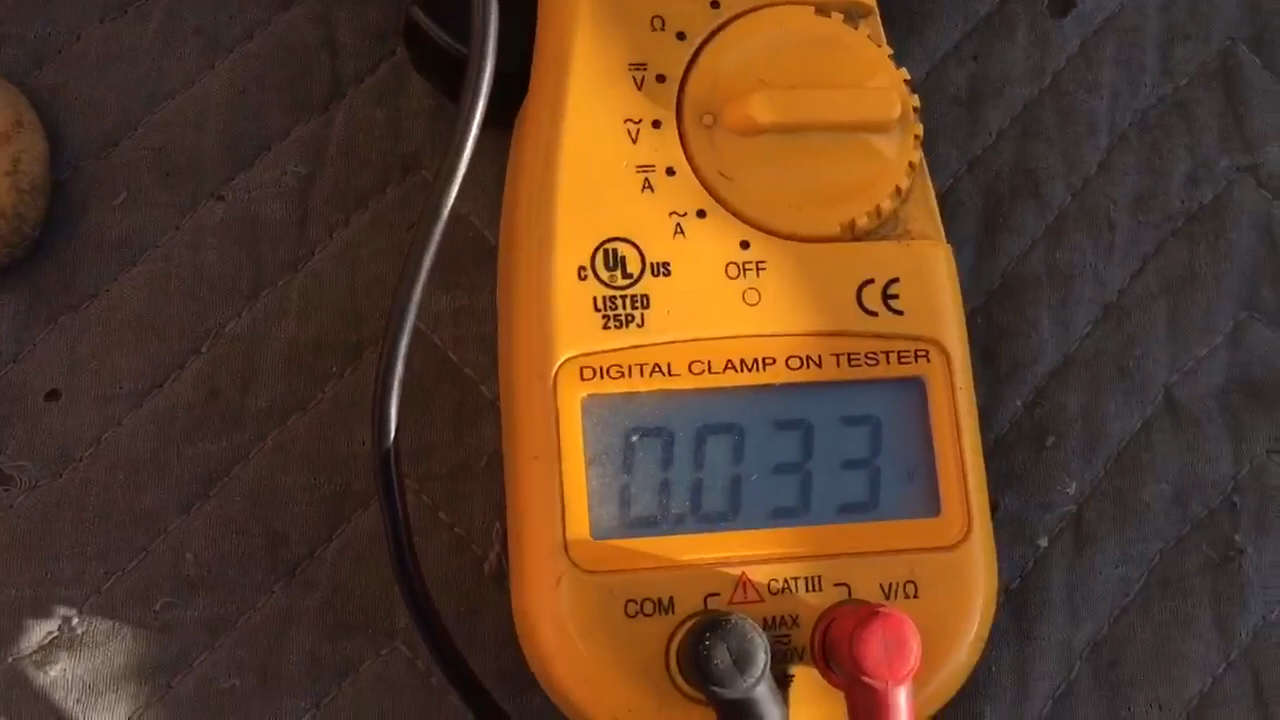 Ω
V
V
A
A
OFF
C UL ® US
LISTED
25PJ
CE
DIGITAL CLAMP ON TESTER
0.033
COM
CAT III
V/Ω
MAX